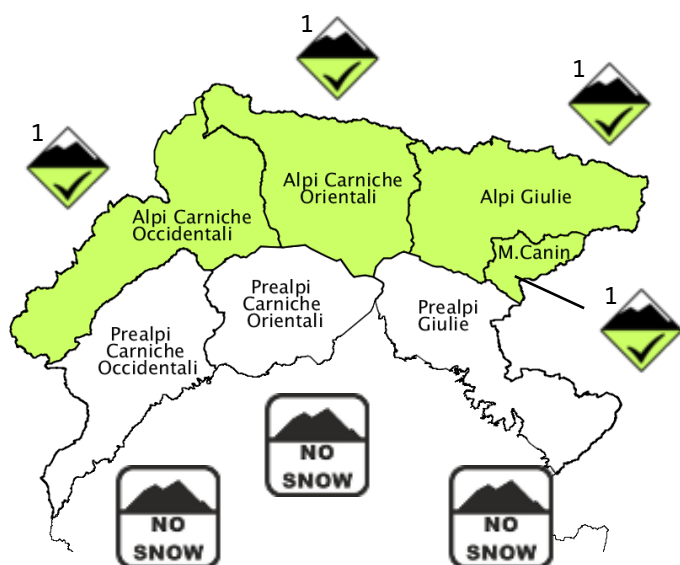 1
1
1
Alpi Carniche
Orientali
Alpi Giulie
Alpi Carniche
Occidentali
M.Canin
1
Prealpi
Carniche
Orientali
Prealpi
Giulie
Prealpi
Carniche
Occidentali
NO
SNOW
NO
SNOW
NO
SNOW